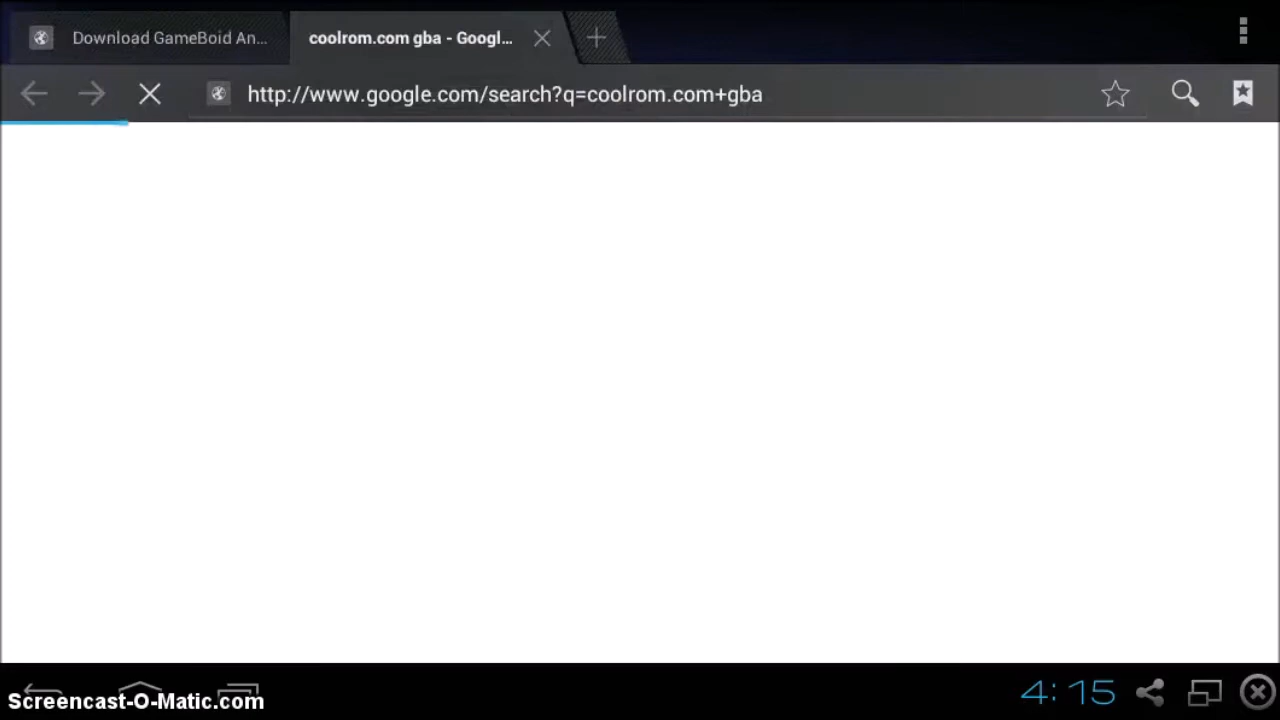 Download GameBoid An...
coolrom.com gba - Googl...
http://www.google.com/search?q=coolrom.com+gba
Screencast-O-Matic.com
4:15